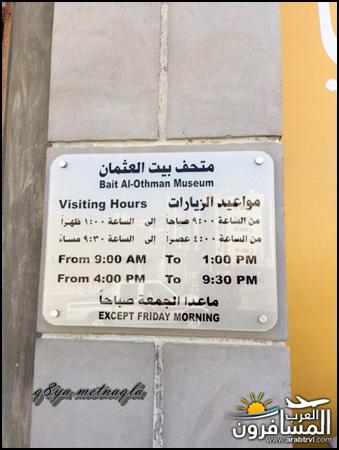 متحف بيت العثمان
Bait Al-Othman Museum
Visiting Hours مواعيد الزيارات
من الساعة ٩:٠٠ صباحاً إلى الساعة ١:٠٠ ظهراً
من الساعة ٤:٠٠ عصراً إلى الساعة ٩:٣٠ مساءً
From 9:00 AM To 1:00 PM
From 4:00 PM To 9:30 PM
ماعدا الجمعة صباحاً
EXCEPT FRIDAY MORNING
q8ya_metnagla
العرب
المسافرون
www.arabtrvl.com